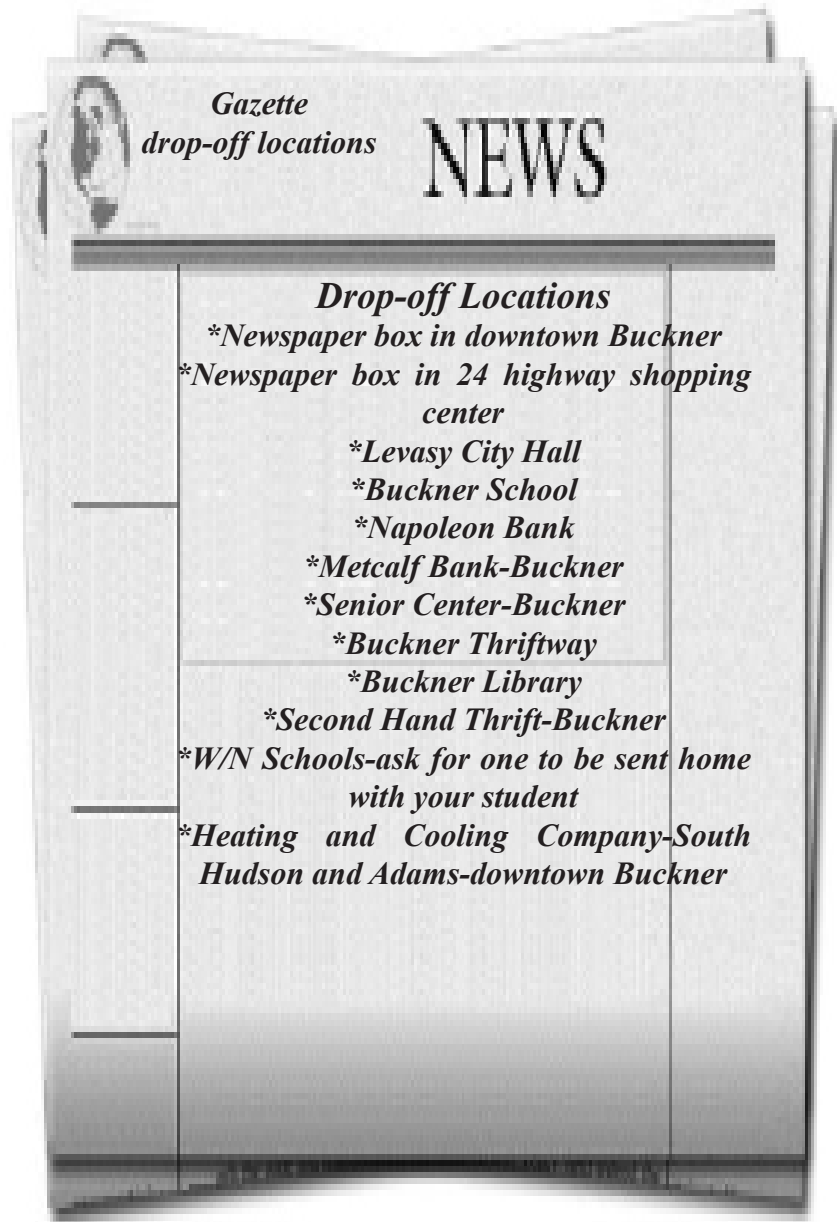 Gazette
drop-off locations
NEWS
Drop-off Locations
*Newspaper box in downtown Buckner
*Newspaper box in 24 highway shopping
center
*Levasy City Hall
*Buckner School
*Napoleon Bank
*Metcalf Bank-Buckner
*Senior Center-Buckner
*Buckner Thriftway
*Buckner Library
*Second Hand Thrift-Buckner
*W/N Schools-ask for one to be sent home
with your student
*Heating and Cooling Company-South
Hudson and Adams-downtown Buckner